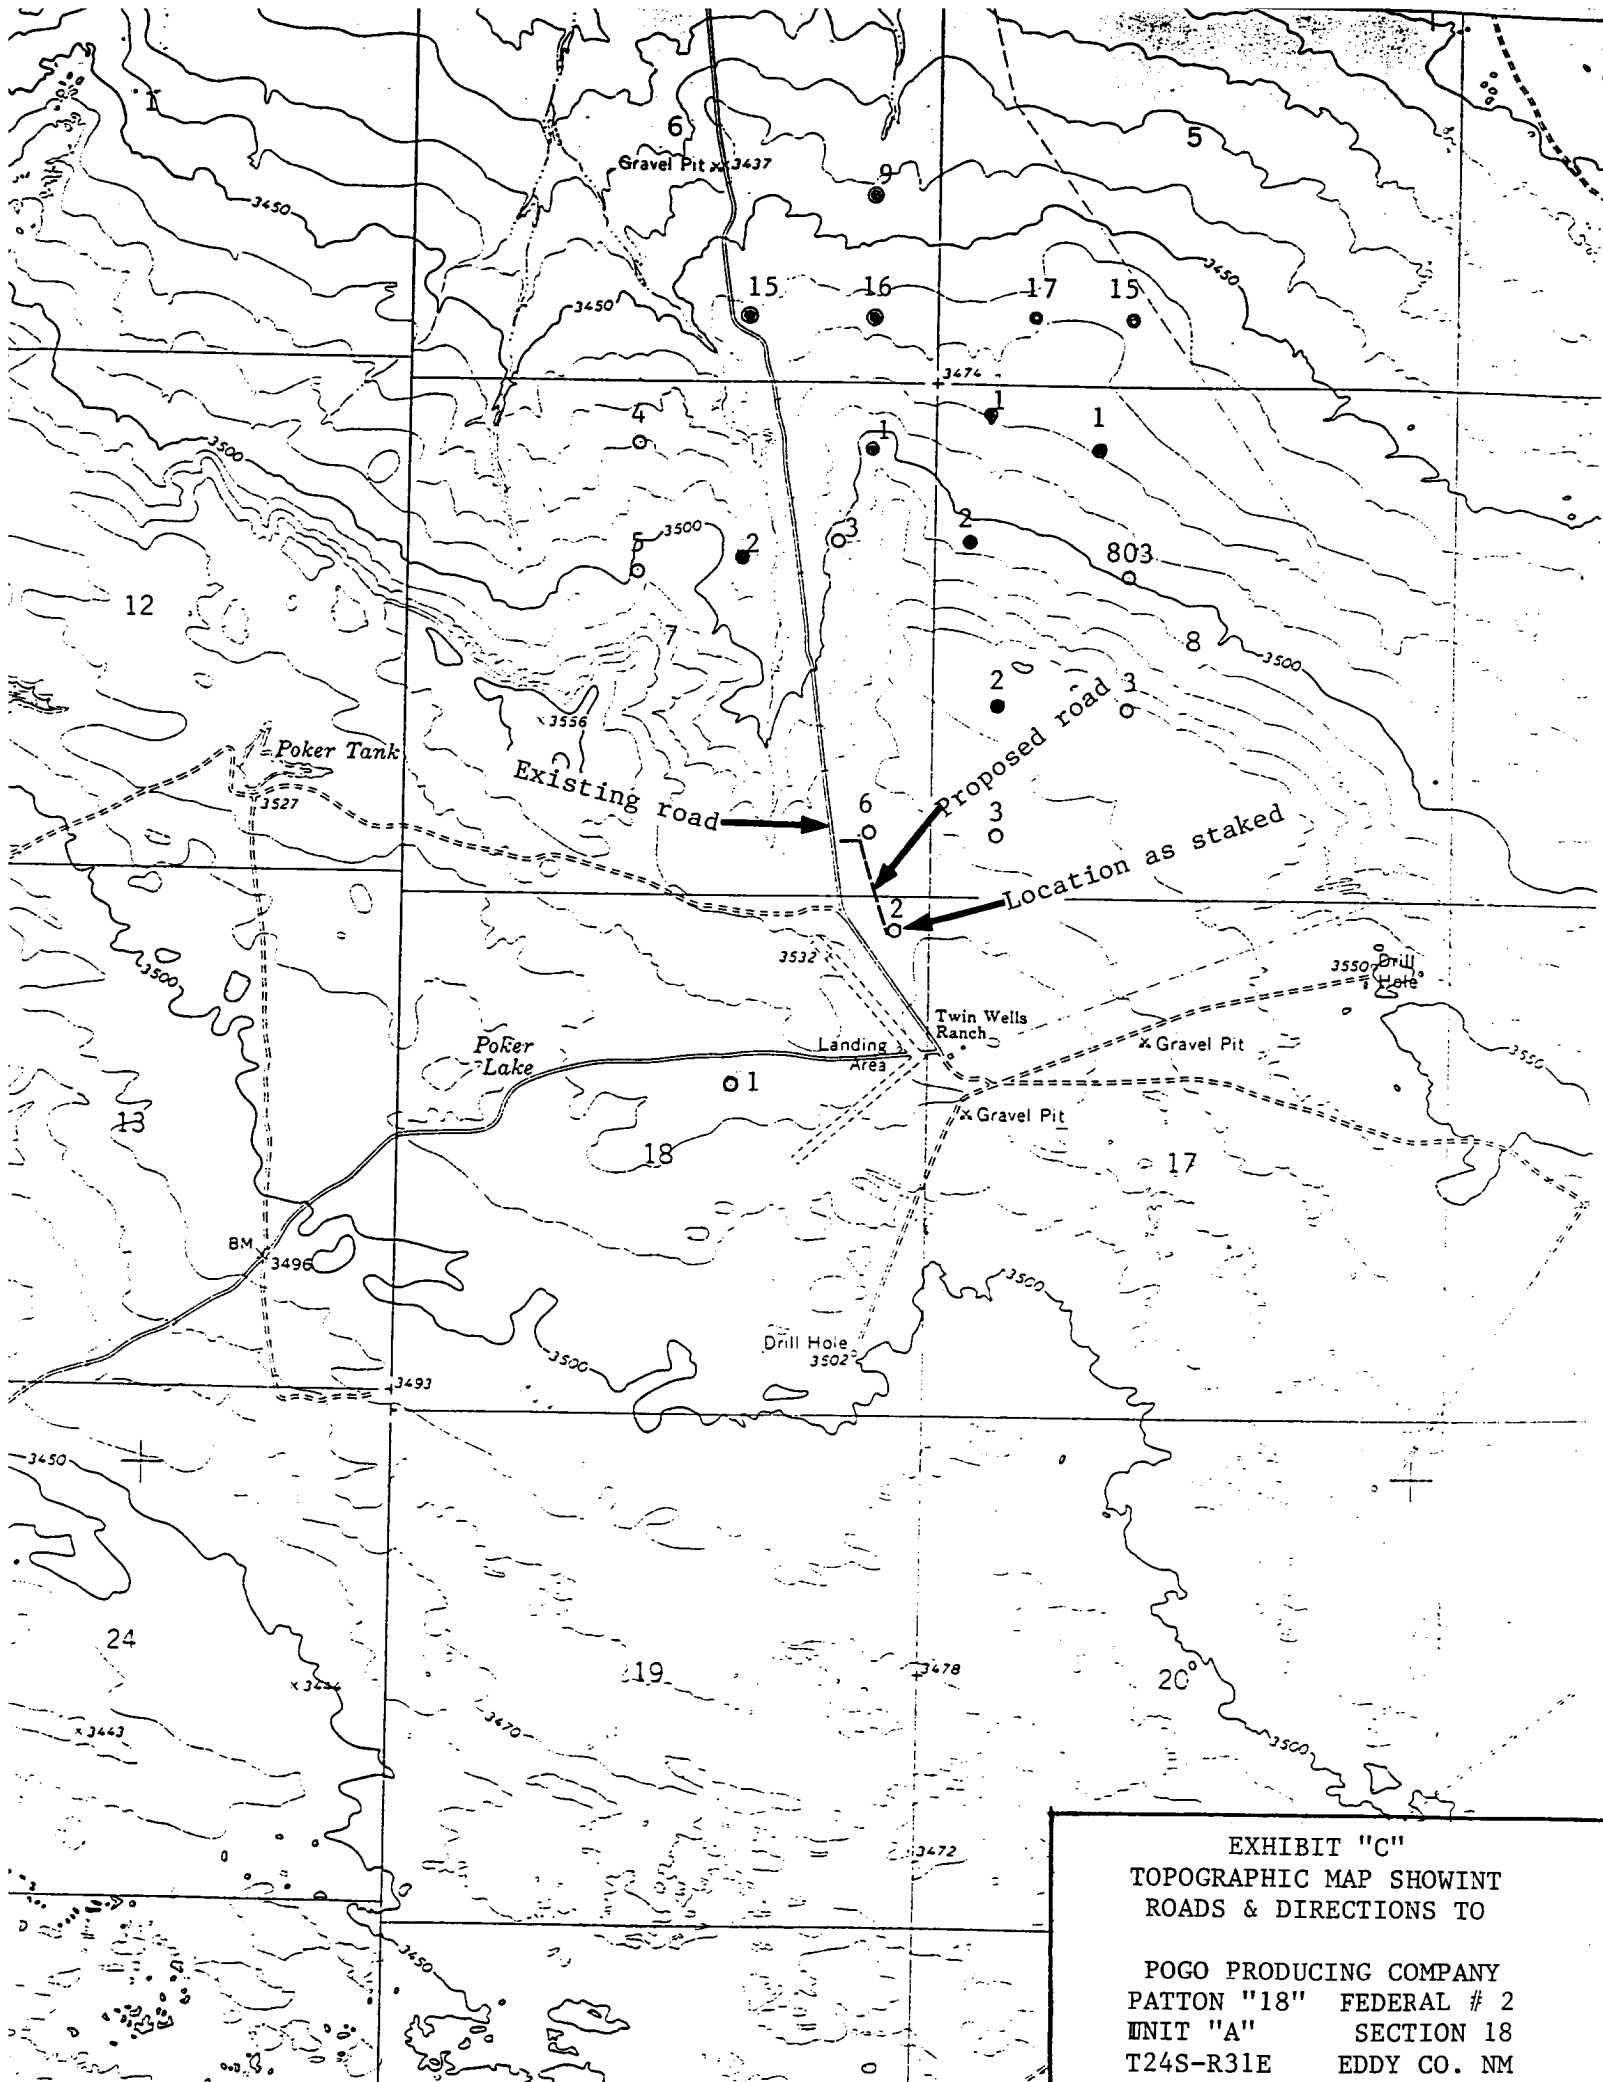 1
6
5
Gravel Pit x 3437
9
3450
3450
3450
15
16
17
15
3474
4
1
1
1
3500
3500
5
2
3
2
803
12
7
8
3500
2
3
x 3556
Proposed road
Poker Tank
3527
Existing road
6
3
Location as staked
2
3532
3550
Drill
Hole
3500
Twin Wells
Ranch
Landing
Area
Poker
Lake
x Gravel Pit
3550
1
x Gravel Pit
13
18
17
BM
3496
3500
3500
Drill Hole
3502
3493
3450
24
19
3478
20
x 3443
3470
3500
3472
3450
EXHIBIT "C"
TOPOGRAPHIC MAP SHOWINT
ROADS & DIRECTIONS TO
POGO PRODUCING COMPANY
PATTON "18" FEDERAL # 2
UNIT "A" SECTION 18
T24S-R31E EDDY CO. NM